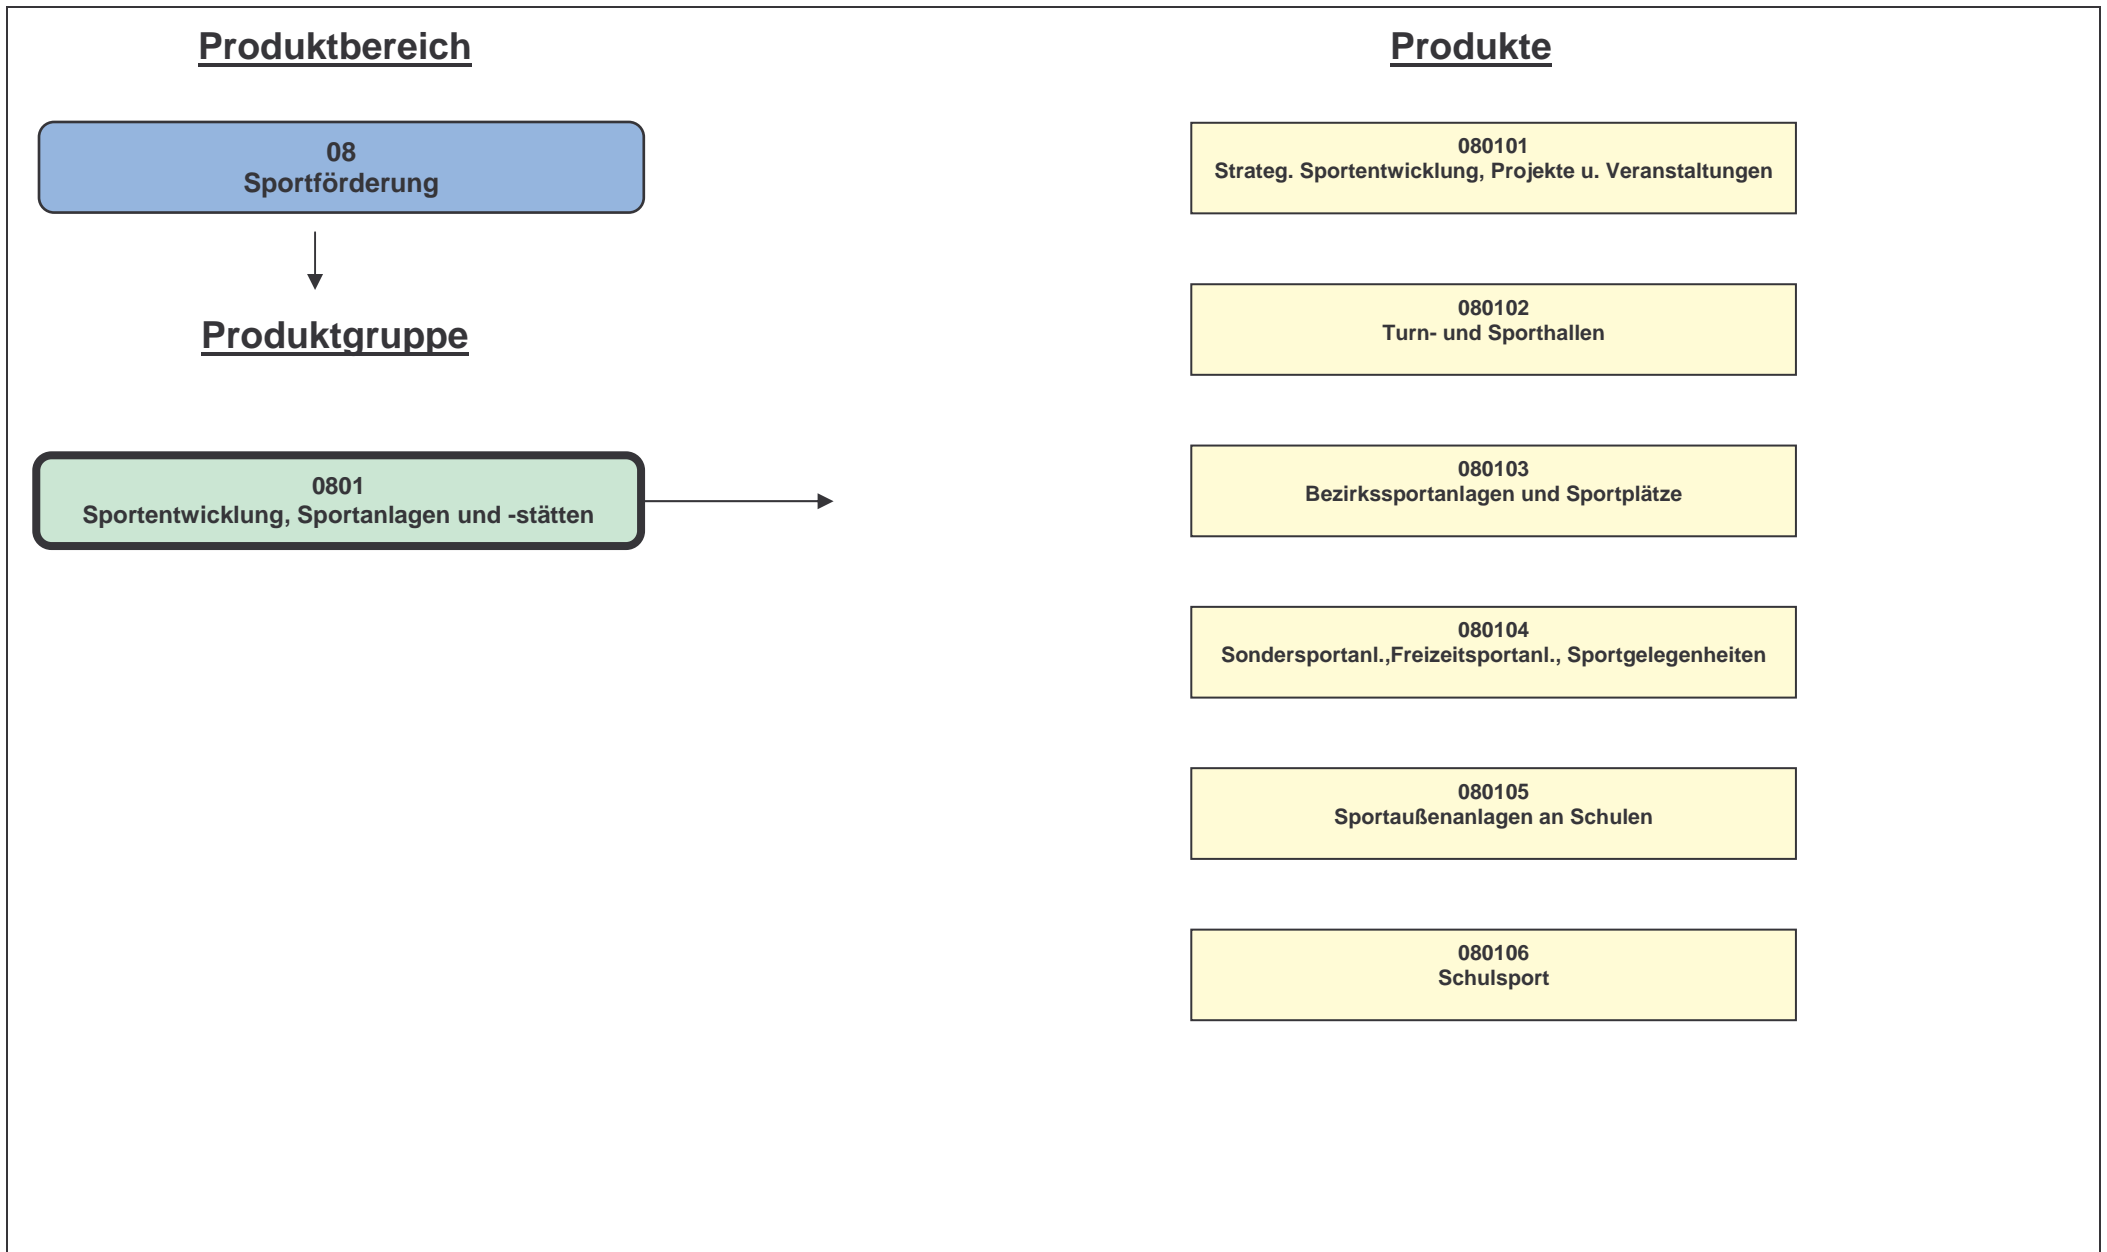 Produktbereich
08
Sportförderung
Produktgruppe
0801
Sportentwicklung, Sportanlagen und -stätten
Produkte
080101
Strateg. Sportentwicklung, Projekte u. Veranstaltungen
080102
Turn- und Sporthallen
080103
Bezirkssportanlagen und Sportplätze
080104
Sondersportanl.,Freizeitsportanl., Sportgelegenheiten
080105
Sportaußenanlagen an Schulen
080106
Schulsport